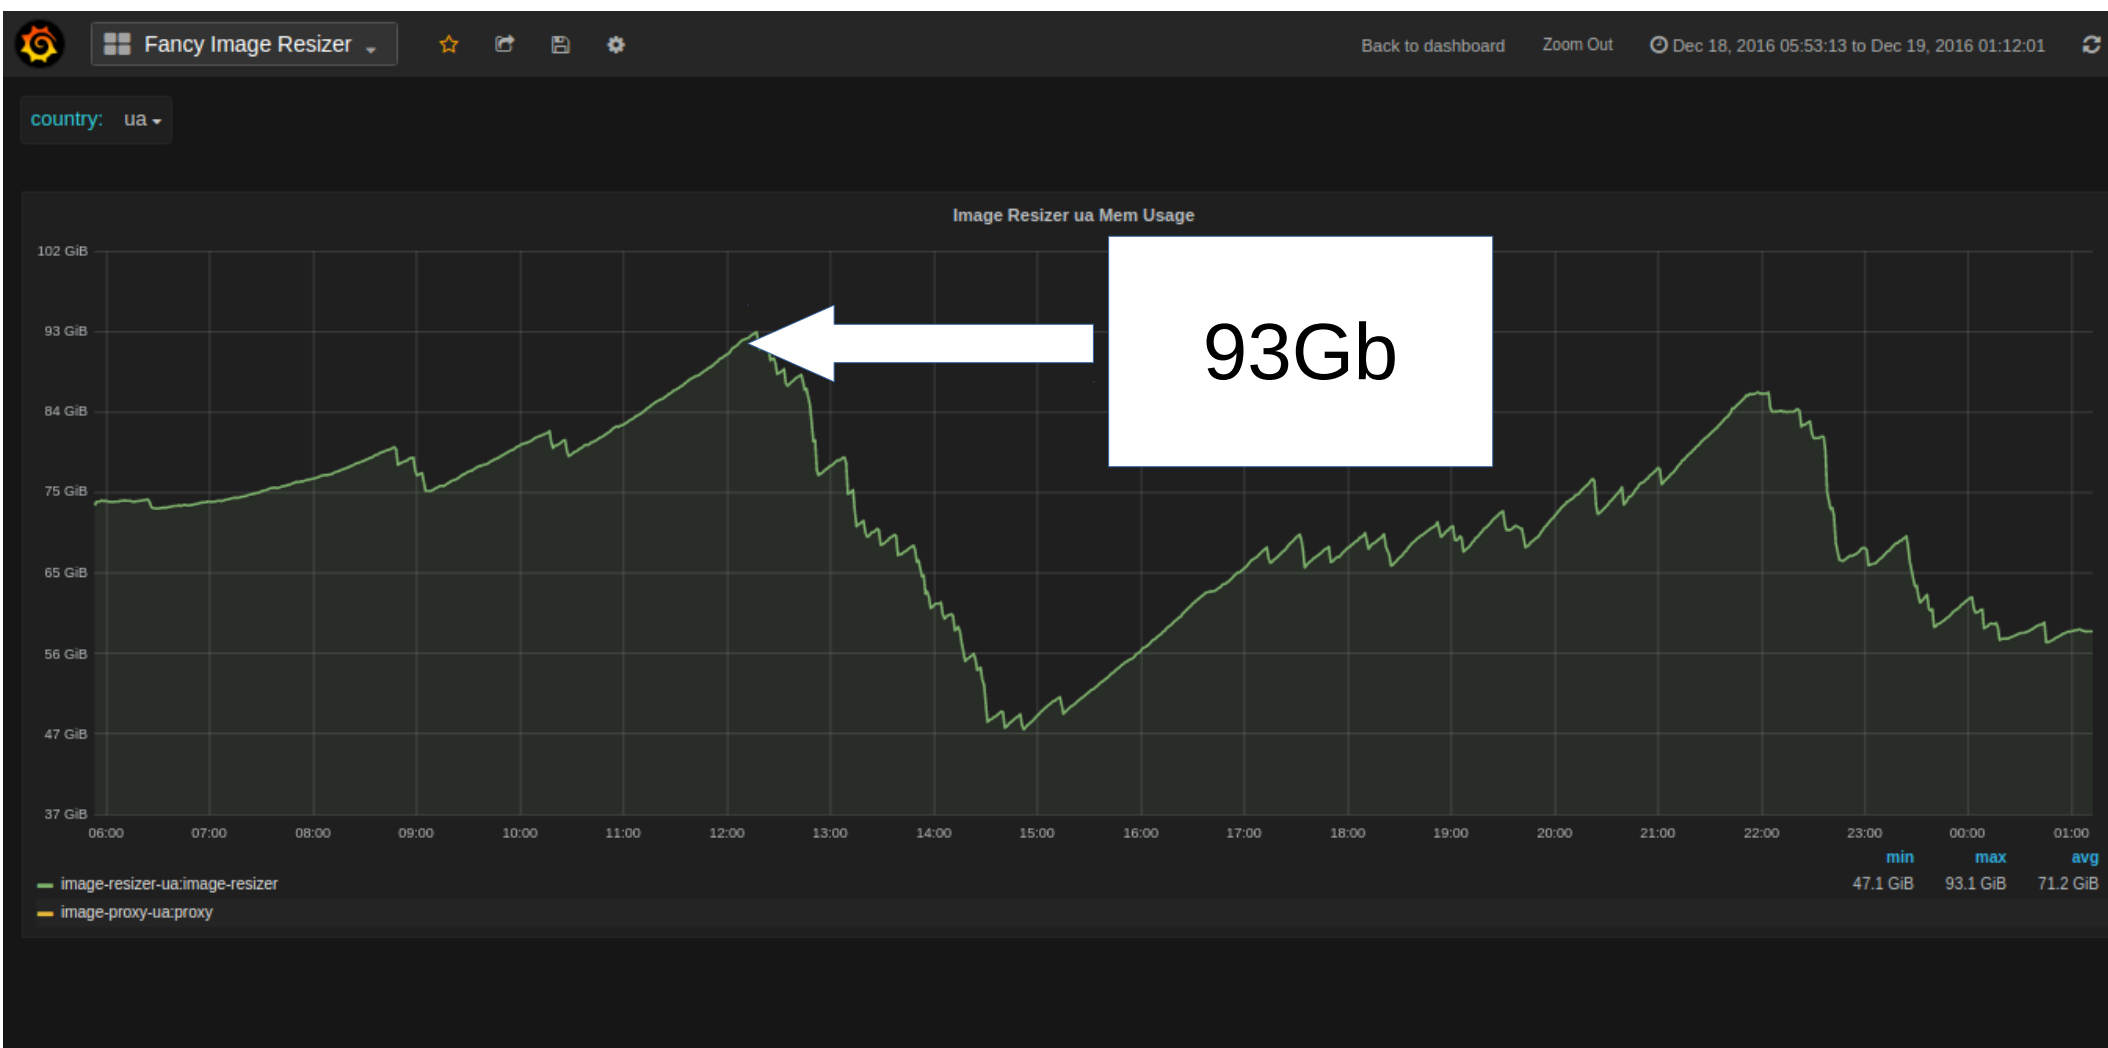 Fancy Image Resizer
Back to dashboard Zoom Out Dec 18, 2016 05:53:13 to Dec 19, 2016 01:12:01
country: ua
Image Resizer ua Mem Usage
102 GiB
93 GiB
84 GiB
75 GiB
65 GiB
56 GiB
47 GiB
37 GiB
93Gb
06:00 07:00 08:00 09:00 10:00 11:00 12:00 13:00 14:00 15:00 16:00 17:00 18:00 19:00 20:00 21:00 22:00 23:00 00:00 01:00
min max avg
image-resizer-ua:image-resizer 47.1 GiB 93.1 GiB 71.2 GiB
image-proxy-ua:proxy